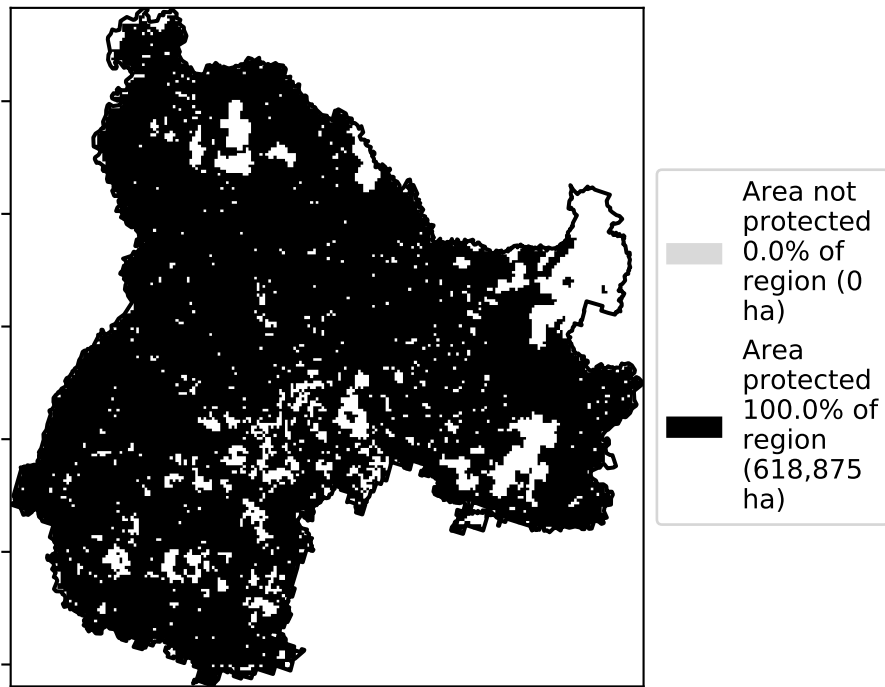 Area not
protected
0.0% of
region (0
ha)
Area
protected
100.0% of
region
(618,875
ha)